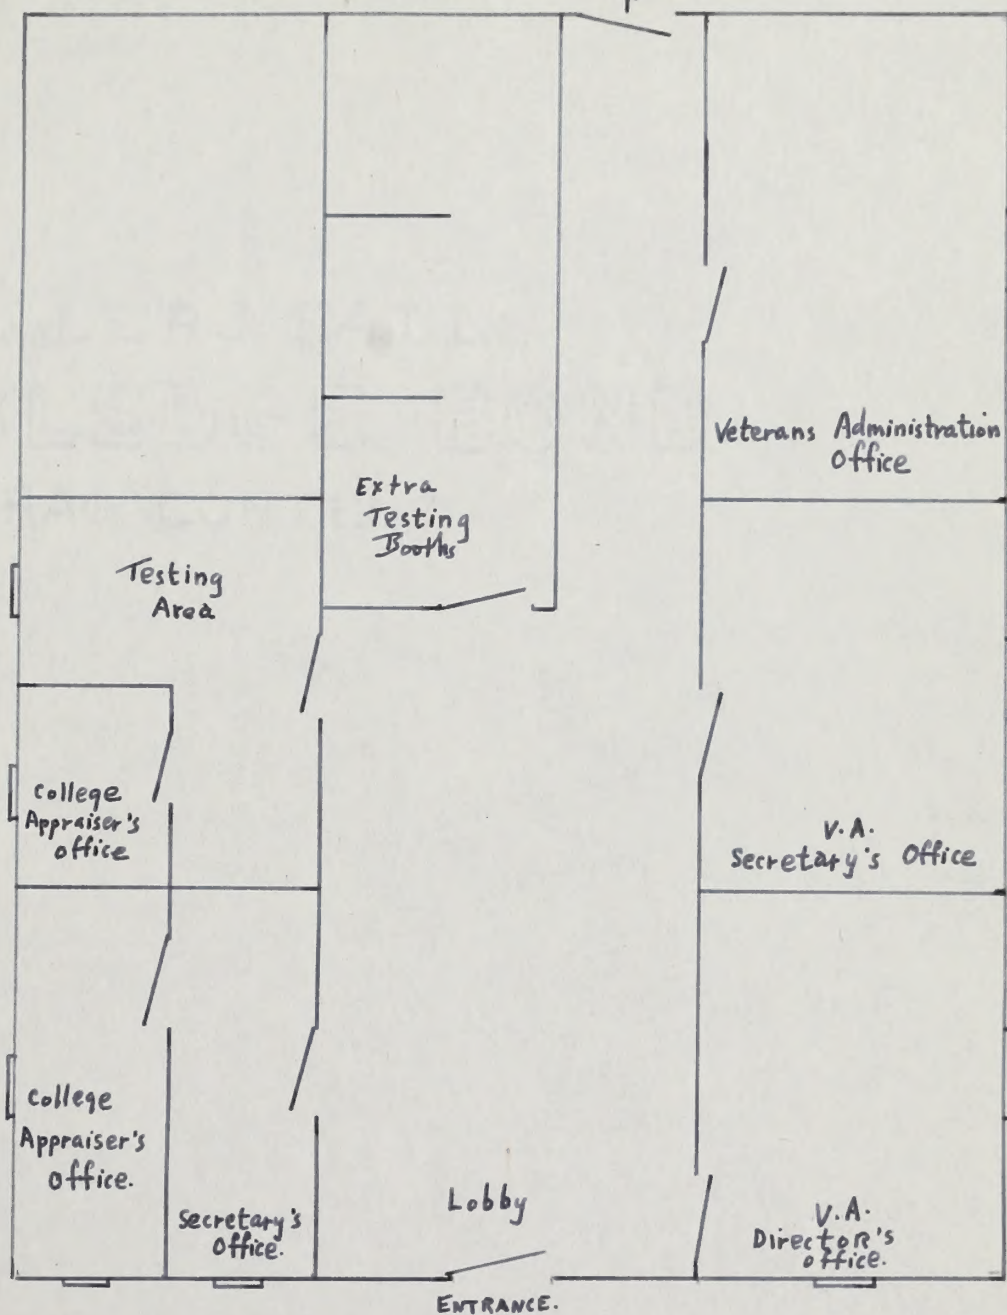 Veterans Administration
Office
Extra
Testing
Booths
Testing
Area
College
Appraiser's
office
V.A.
Secretary's Office
College
Appraiser's
Office.
Secretary's
Office.
Lobby
V.A.
Director's
office.
ENTRANCE.